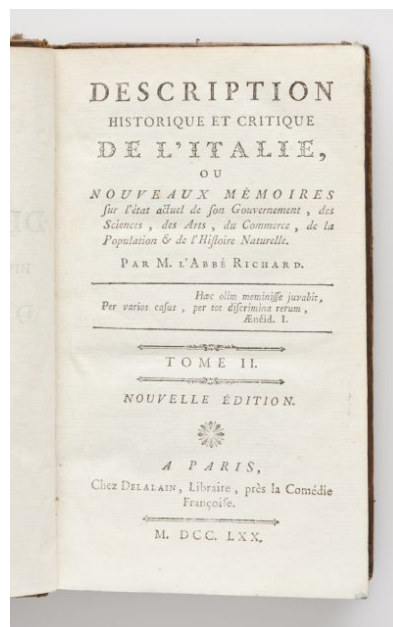 DESCRIPTION
HISTORIQUE ET CRITIQUE
DE L'ITALIE,
OU
NOUVEAUX MÉMOIRES
ſur l'état actuel de ſon Gouvernement, des
Sciences, des Arts, du Commerce, de la
Population & de l'Hiſtoire Naturelle.
PAR M. L'ABBÉ RICHARD.
Hæc olim meminiſſe juvabit,
Per varios caſus, per tot diſcrimina rerum,
Æneid. I.
TOME II.
NOUVELLE ÉDITION.
A PARIS,
Chez DELALAIN, Libraire, près la Comédie
Françoiſe.
M. DCC. LXX.